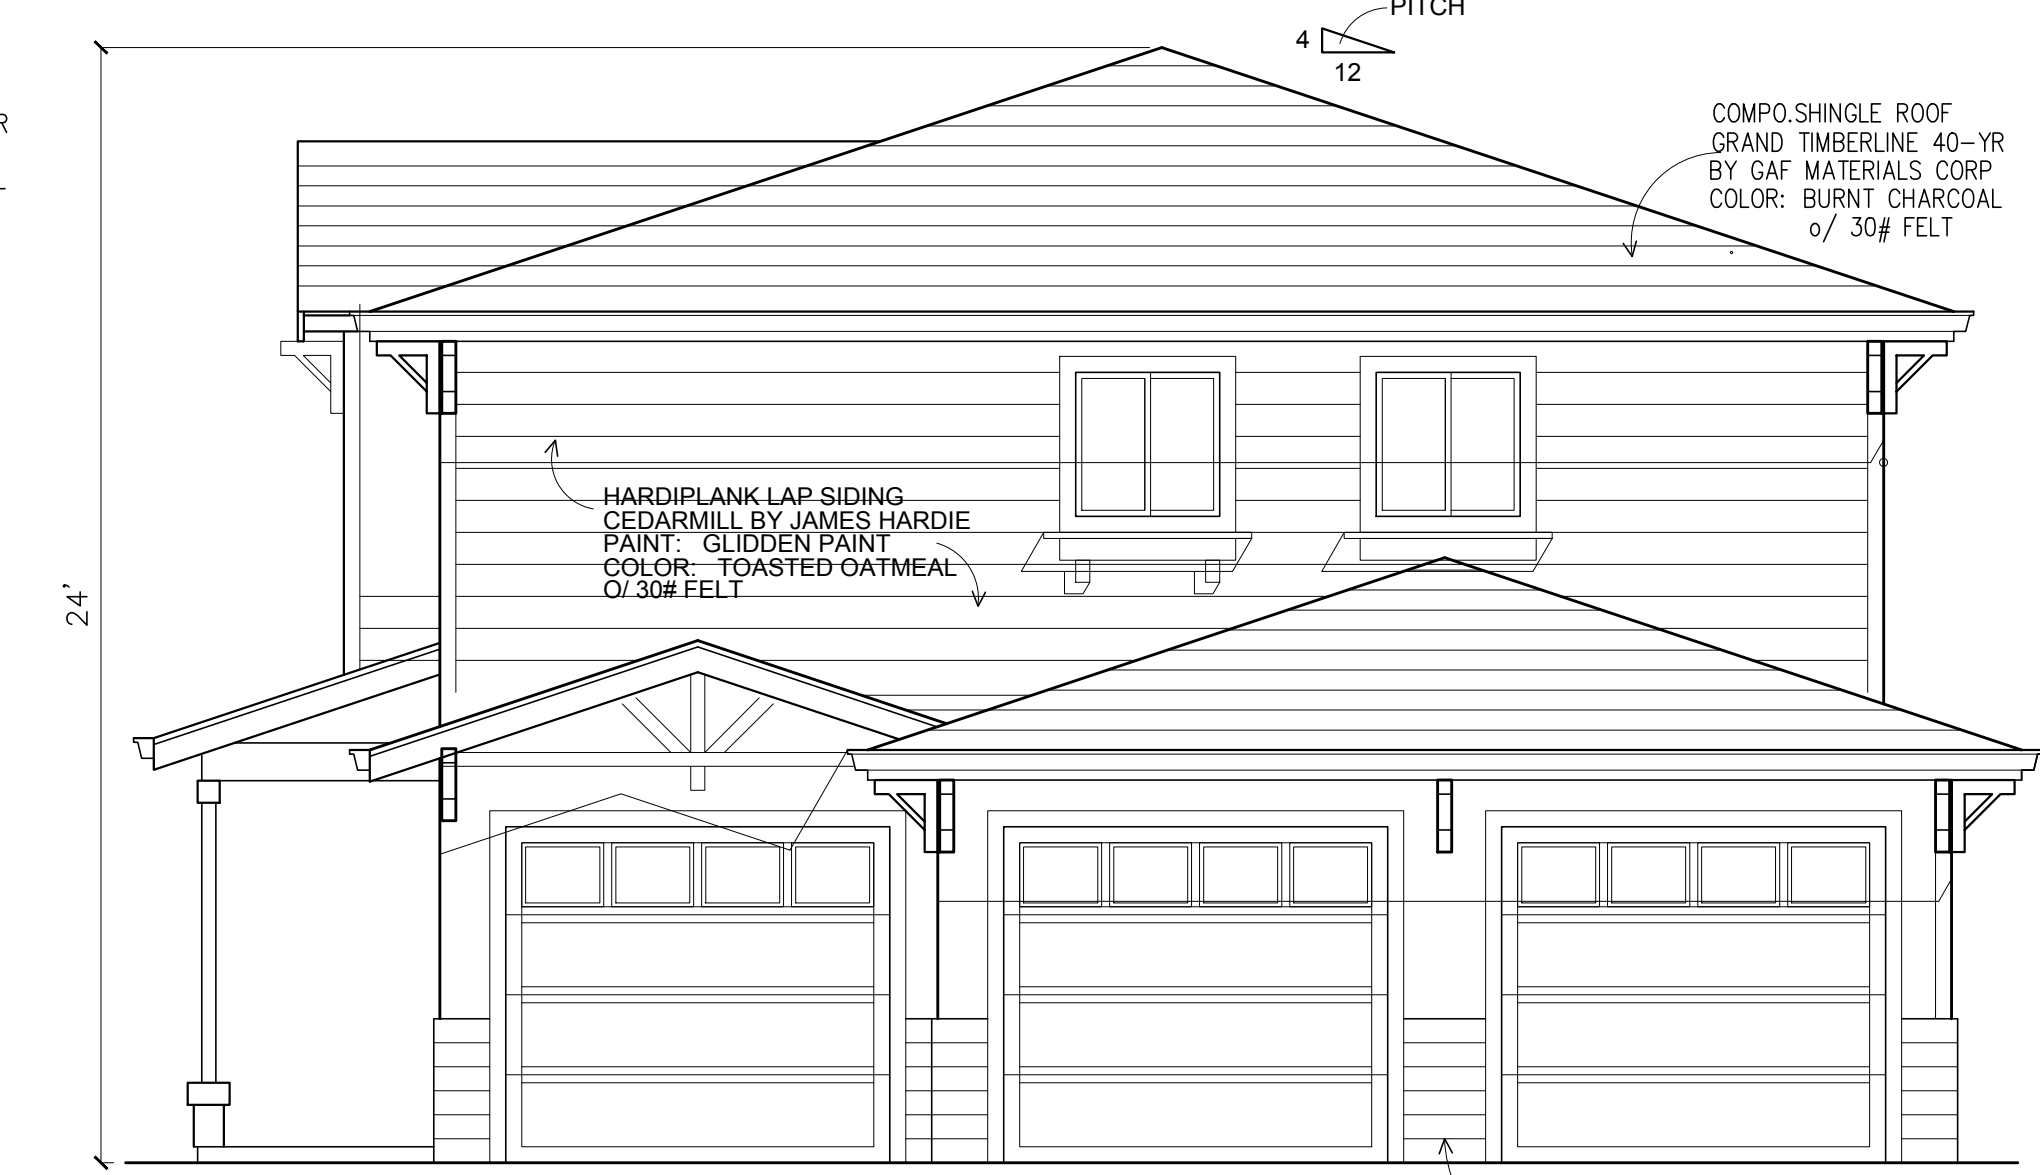 PITCH
4
12
R
COMPO.SHINGLE ROOF
GRAND TIMBERLINE 40-YR
BY GAF MATERIALS CORP
COLOR: BURNT CHARCOAL
o/ 30# FELT
HARDIPLANK LAP SIDING
CEDARMILL BY JAMES HARDIE
PAINT: GLIDDEN PAINT
COLOR: TOASTED OATMEAL
O/ 30# FELT
24'